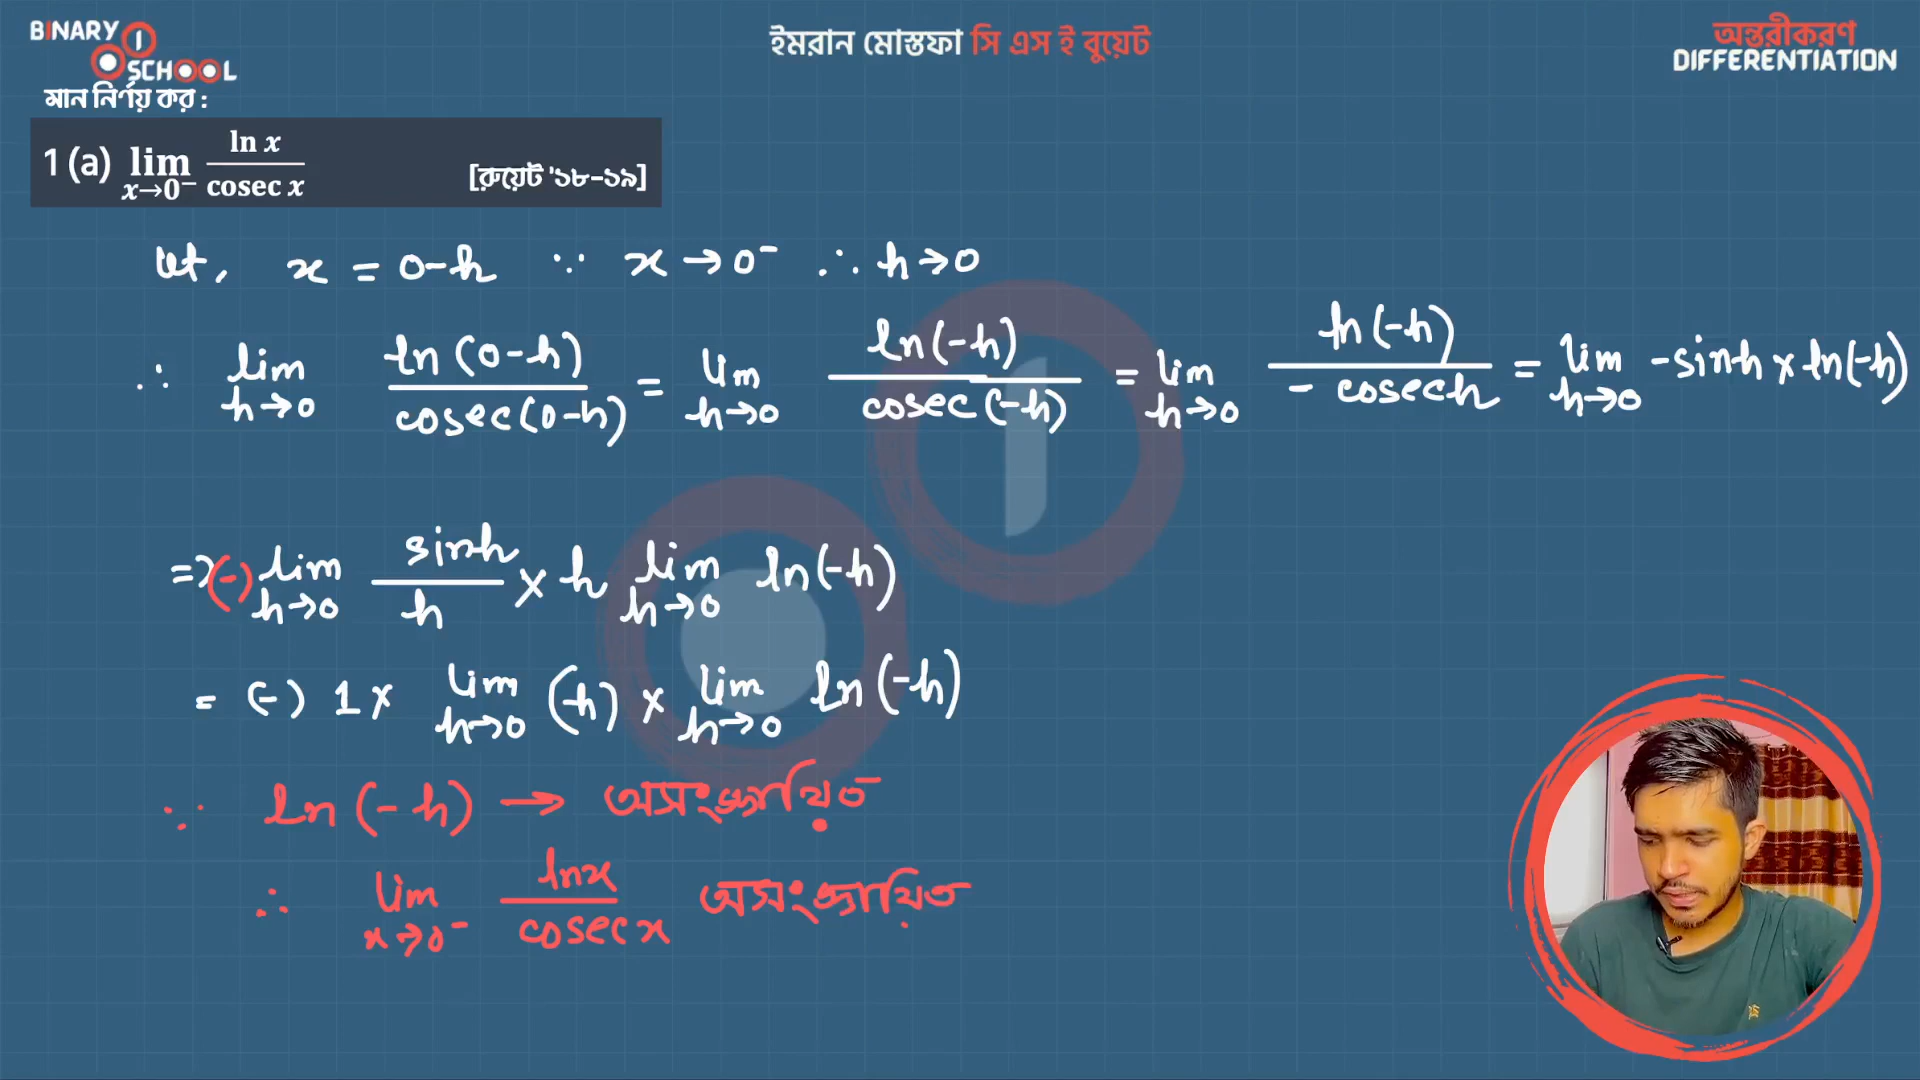 BINARY SCHOOL
ইমরান মোস্তফা সি এস ই বুয়েট
অন্তরীকরণ
DIFFERENTIATION
মান নির্ণয় কর :
1 (a) lim x→0⁻ ln x / cosec x [রুয়েট '১৮-১৯]
Let, x = 0-h ∵ x → 0⁻ ∴ h → 0
∴ lim h→0 ln(0-h) / cosec(0-h) = lim h→0 ln(-h) / cosec(-h) = lim h→0 ln(-h) / - cosec h = lim h→0 -sinh × ln(-h)
=> (-) lim h→0 sinh / h × h lim h→0 ln(-h)
= (-) 1 × lim h→0 (-h) × lim h→0 ln(-h)
∵ ln(-h) → অসংজ্ঞায়িত
∴ lim x→0⁻ lnx / cosec x অসংজ্ঞায়িত